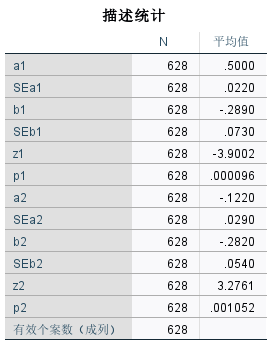 描述统计
N 平均值
a1 628 .5000
SEa1 628 .0220
b1 628 -.2890
SEb1 628 .0730
z1 628 -3.9002
p1 628 .000096
a2 628 -.1220
SEa2 628 .0290
b2 628 -.2820
SEb2 628 .0540
z2 628 3.2761
p2 628 .001052
有效个案数（成列） 628